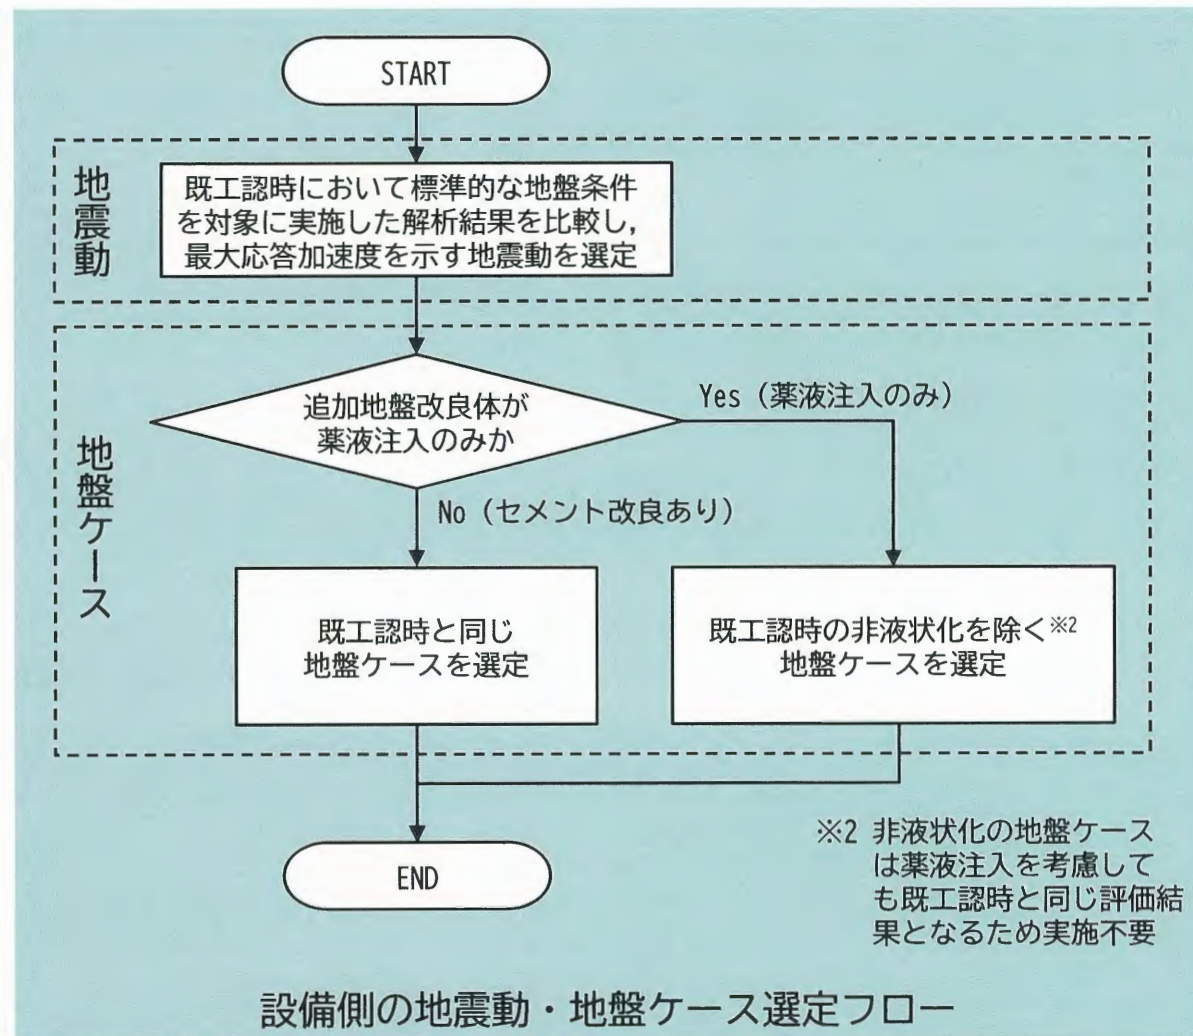 START
地震動
既工認時において標準的な地盤条件
を対象に実施した解析結果を比較し,
最大応答加速度を示す地震動を選定
地盤ケース
追加地盤改良体が
薬液注入のみか
Yes（薬液注入のみ）
No（セメント改良あり）
既工認時と同じ
地盤ケースを選定
既工認時の非液状化を除く※2
地盤ケースを選定
END
※2 非液状化の地盤ケース
は薬液注入を考慮して
も既工認時と同じ評価結
果となるため実施不要
設備側の地震動・地盤ケース選定フロー